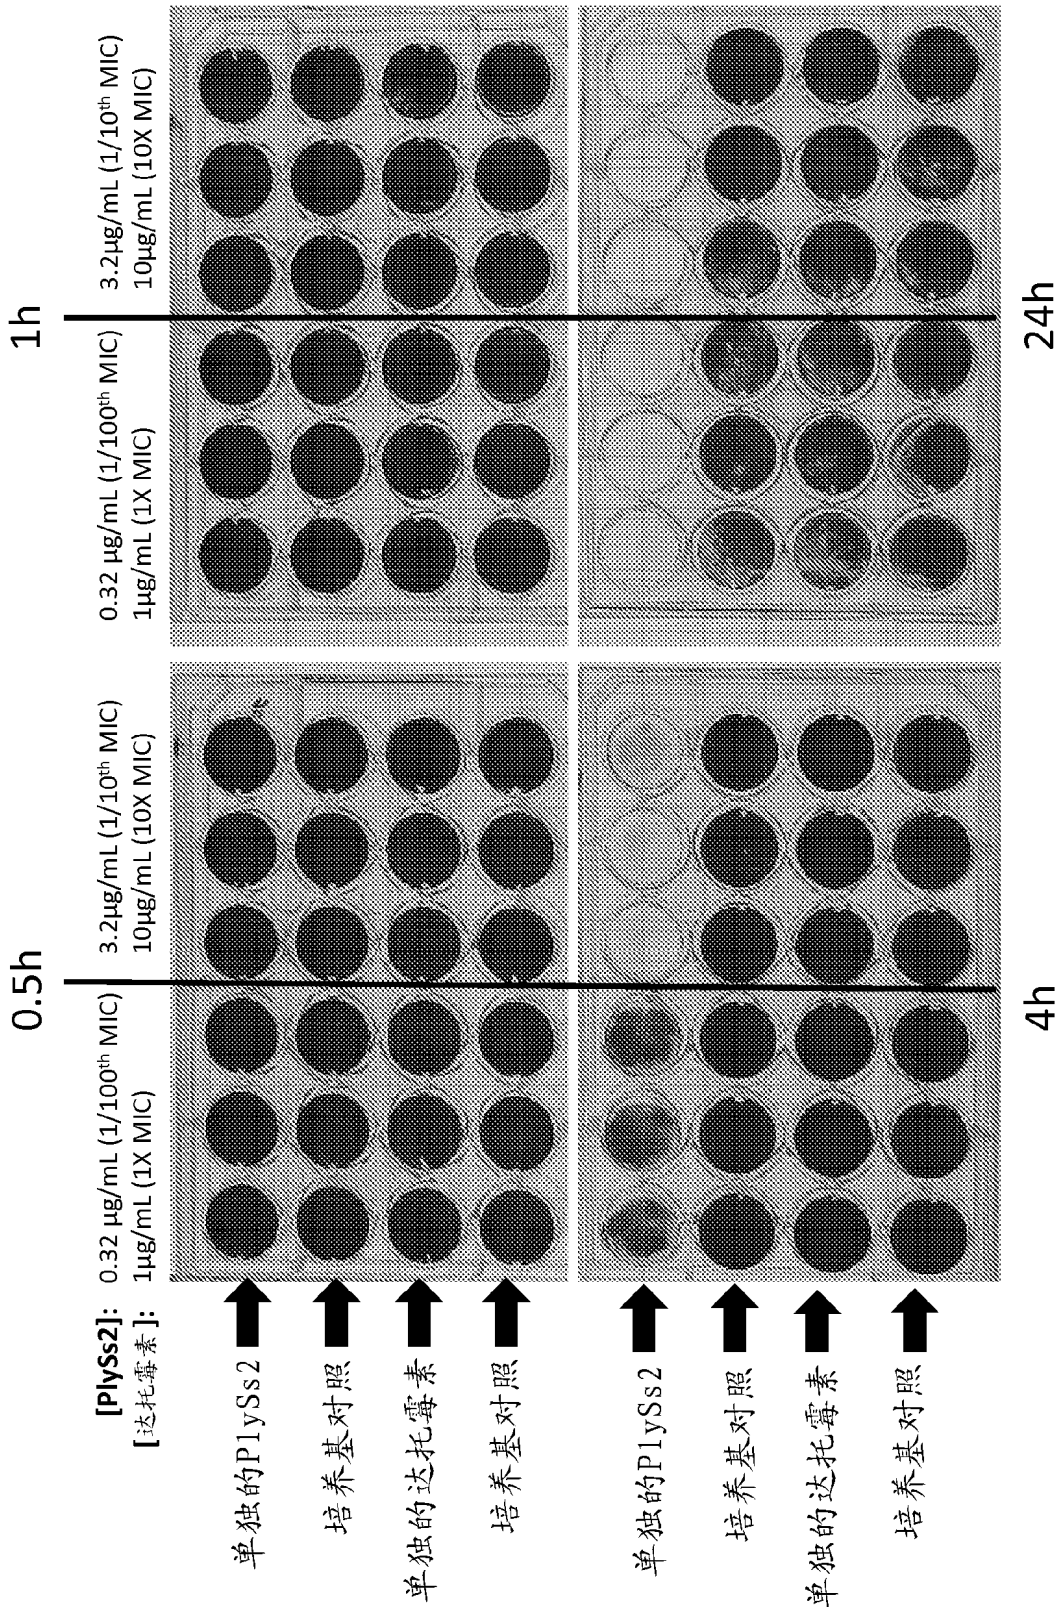 0.5h
1h
[PlySs2]: 0.32 µg/mL (1/100th MIC) 3.2µg/mL (1/10th MIC) 0.32 µg/mL (1/100th MIC) 3.2µg/mL (1/10th MIC)
[达托霉素]: 1µg/mL (1X MIC) 10µg/mL (10X MIC) 1µg/mL (1X MIC) 10µg/mL (10X MIC)
单独的PlySs2
培养基对照
单独的达托霉素
培养基对照
单独的PlySs2
培养基对照
单独的达托霉素
培养基对照
4h
24h